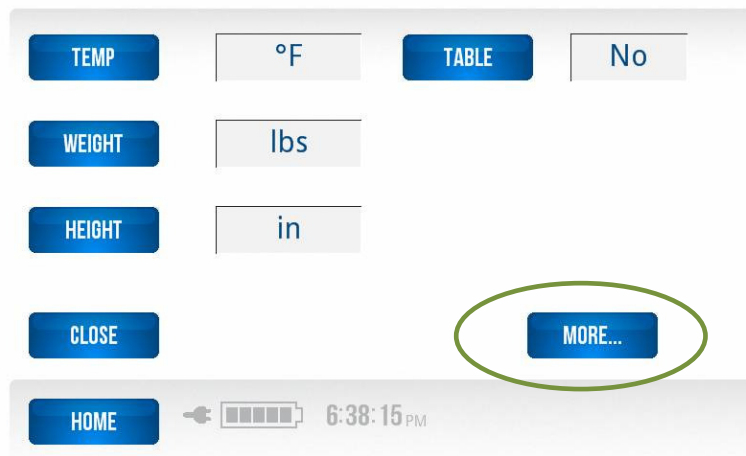 TEMP °F TABLE No
WEIGHT lbs
HEIGHT in
CLOSE MORE...
HOME 6:38:15 PM